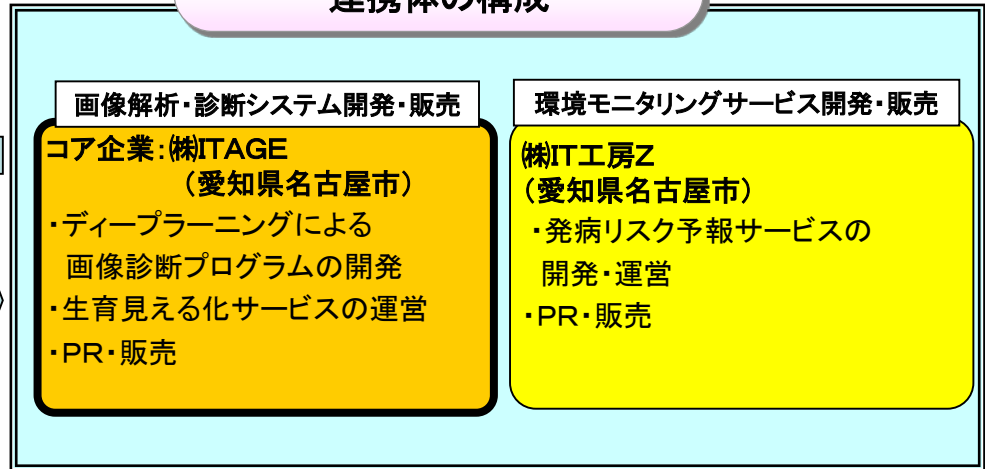 連携体の構成
画像解析・診断システム開発・販売
コア企業：㈱ITAGE
（愛知県名古屋市）
・ディープラーニングによる
画像診断プログラムの開発
・生育見える化サービスの運営
・PR・販売
環境モニタリングサービス開発・販売
㈱IT工房Z
（愛知県名古屋市）
・発病リスク予報サービスの
開発・運営
・PR・販売